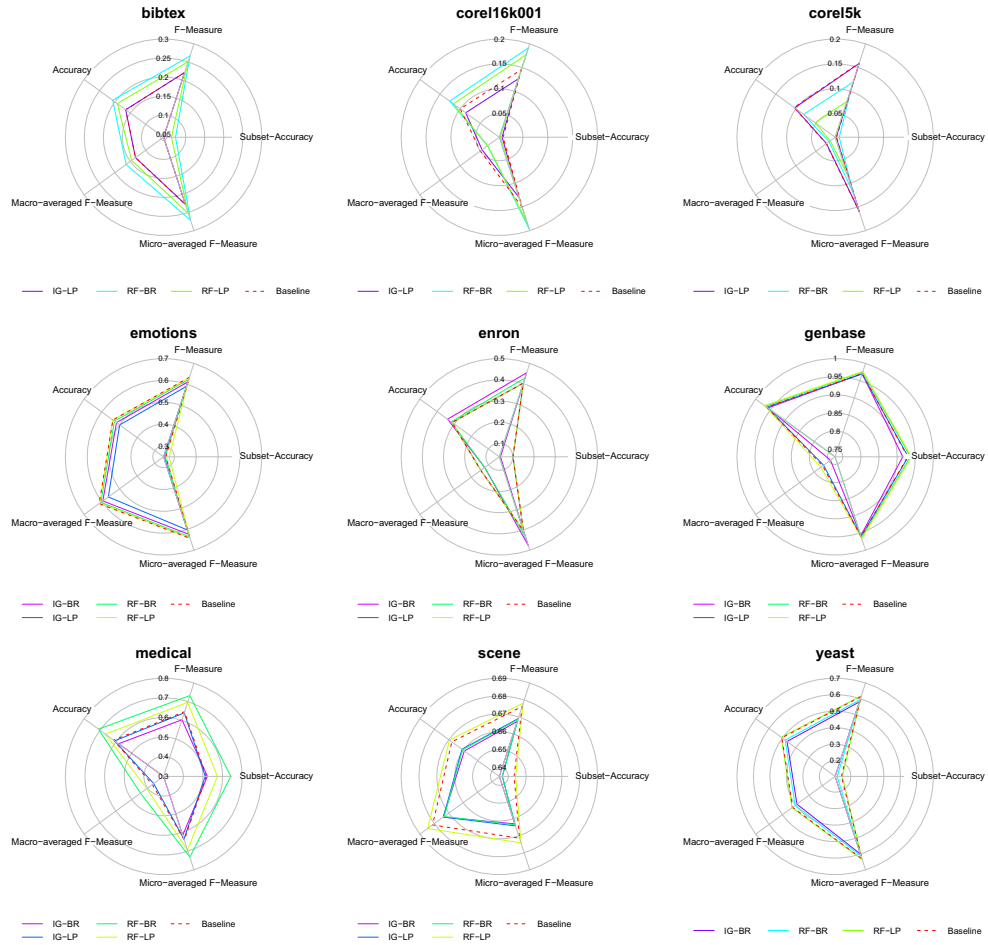 bibtex
F−Measure
0.3
0.25
0.2
0.15
0.1
0.05
Accuracy
Subset−Accuracy
Macro−averaged F−Measure
Micro−averaged F−Measure
IG−LP RF−BR RF−LP Baseline
corel16k001
F−Measure
0.2
0.15
0.1
0.05
Accuracy
Subset−Accuracy
Macro−averaged F−Measure
Micro−averaged F−Measure
IG−LP RF−BR RF−LP Baseline
corel5k
F−Measure
0.2
0.15
0.1
0.05
Accuracy
Subset−Accuracy
Macro−averaged F−Measure
Micro−averaged F−Measure
IG−LP RF−BR RF−LP Baseline
emotions
F−Measure
0.7
0.6
0.5
0.4
0.3
Accuracy
Subset−Accuracy
Macro−averaged F−Measure
Micro−averaged F−Measure
IG−BR RF−BR Baseline
IG−LP RF−LP
enron
F−Measure
0.5
0.4
0.3
0.2
0.1
Accuracy
Subset−Accuracy
Macro−averaged F−Measure
Micro−averaged F−Measure
IG−BR RF−BR Baseline
IG−LP RF−LP
genbase
F−Measure
1
0.95
0.9
0.85
0.8
0.75
Accuracy
Subset−Accuracy
Macro−averaged F−Measure
Micro−averaged F−Measure
IG−BR RF−BR Baseline
IG−LP RF−LP
medical
F−Measure
0.8
0.7
0.6
0.5
0.4
0.3
Accuracy
Subset−Accuracy
Macro−averaged F−Measure
Micro−averaged F−Measure
IG−BR RF−BR Baseline
IG−LP RF−LP
scene
F−Measure
0.69
0.68
0.67
0.66
0.65
0.64
Accuracy
Subset−Accuracy
Macro−averaged F−Measure
Micro−averaged F−Measure
IG−BR RF−BR Baseline
IG−LP RF−LP
yeast
F−Measure
0.7
0.6
0.5
0.4
0.3
0.2
Accuracy
Subset−Accuracy
Macro−averaged F−Measure
Micro−averaged F−Measure
IG−BR RF−BR RF−LP Baseline